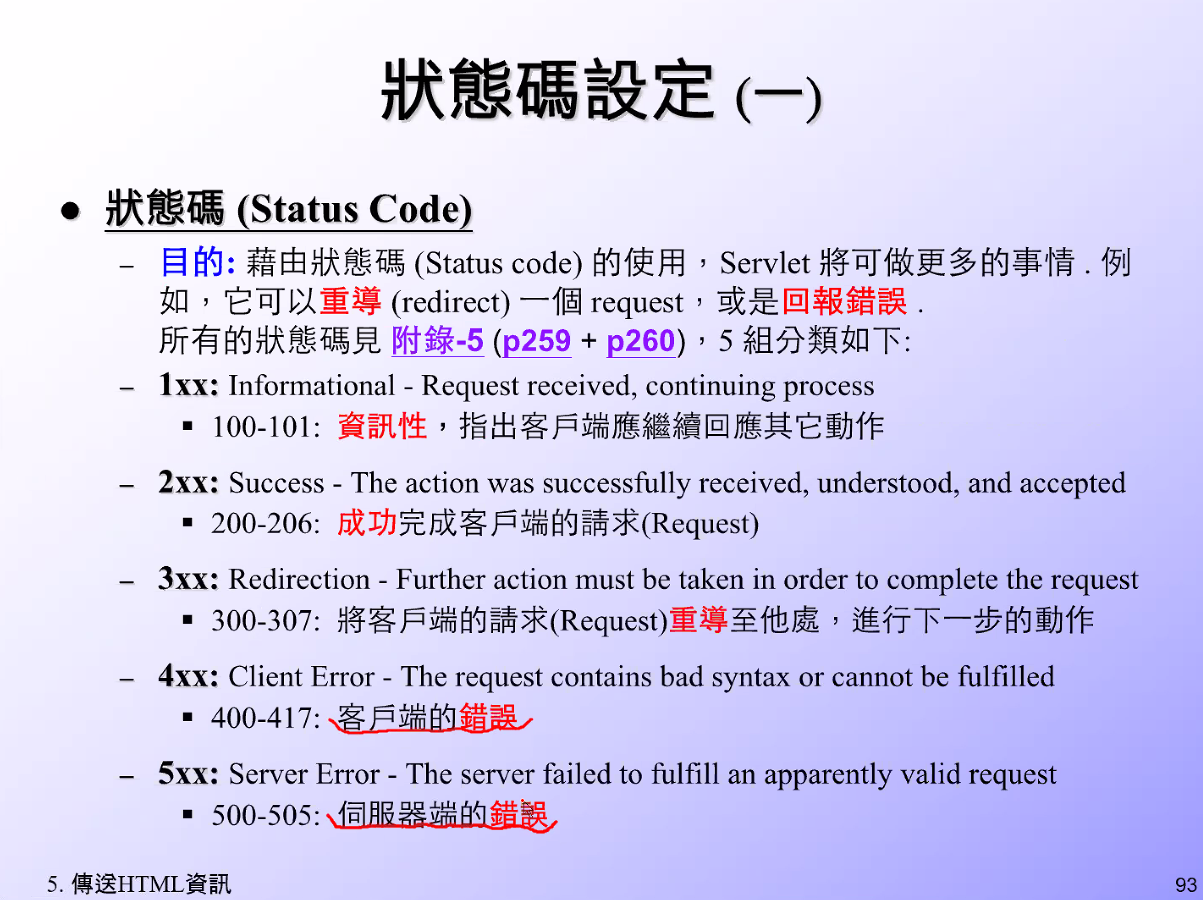 狀態碼設定 (一)
● 狀態碼 (Status Code)
– 目的: 藉由狀態碼 (Status code) 的使用，Servlet 將可做更多的事情 . 例
如，它可以重導 (redirect) 一個 request，或是回報錯誤 .
所有的狀態碼見 附錄-5 (p259 + p260)，5 組分類如下:
– 1xx: Informational - Request received, continuing process
▪ 100-101: 資訊性，指出客戶端應繼續回應其它動作
– 2xx: Success - The action was successfully received, understood, and accepted
▪ 200-206: 成功完成客戶端的請求(Request)
– 3xx: Redirection - Further action must be taken in order to complete the request
▪ 300-307: 將客戶端的請求(Request)重導至他處，進行下一步的動作
– 4xx: Client Error - The request contains bad syntax or cannot be fulfilled
▪ 400-417: 客戶端的錯誤
– 5xx: Server Error - The server failed to fulfill an apparently valid request
▪ 500-505: 伺服器端的錯誤
5. 傳送HTML資訊
93